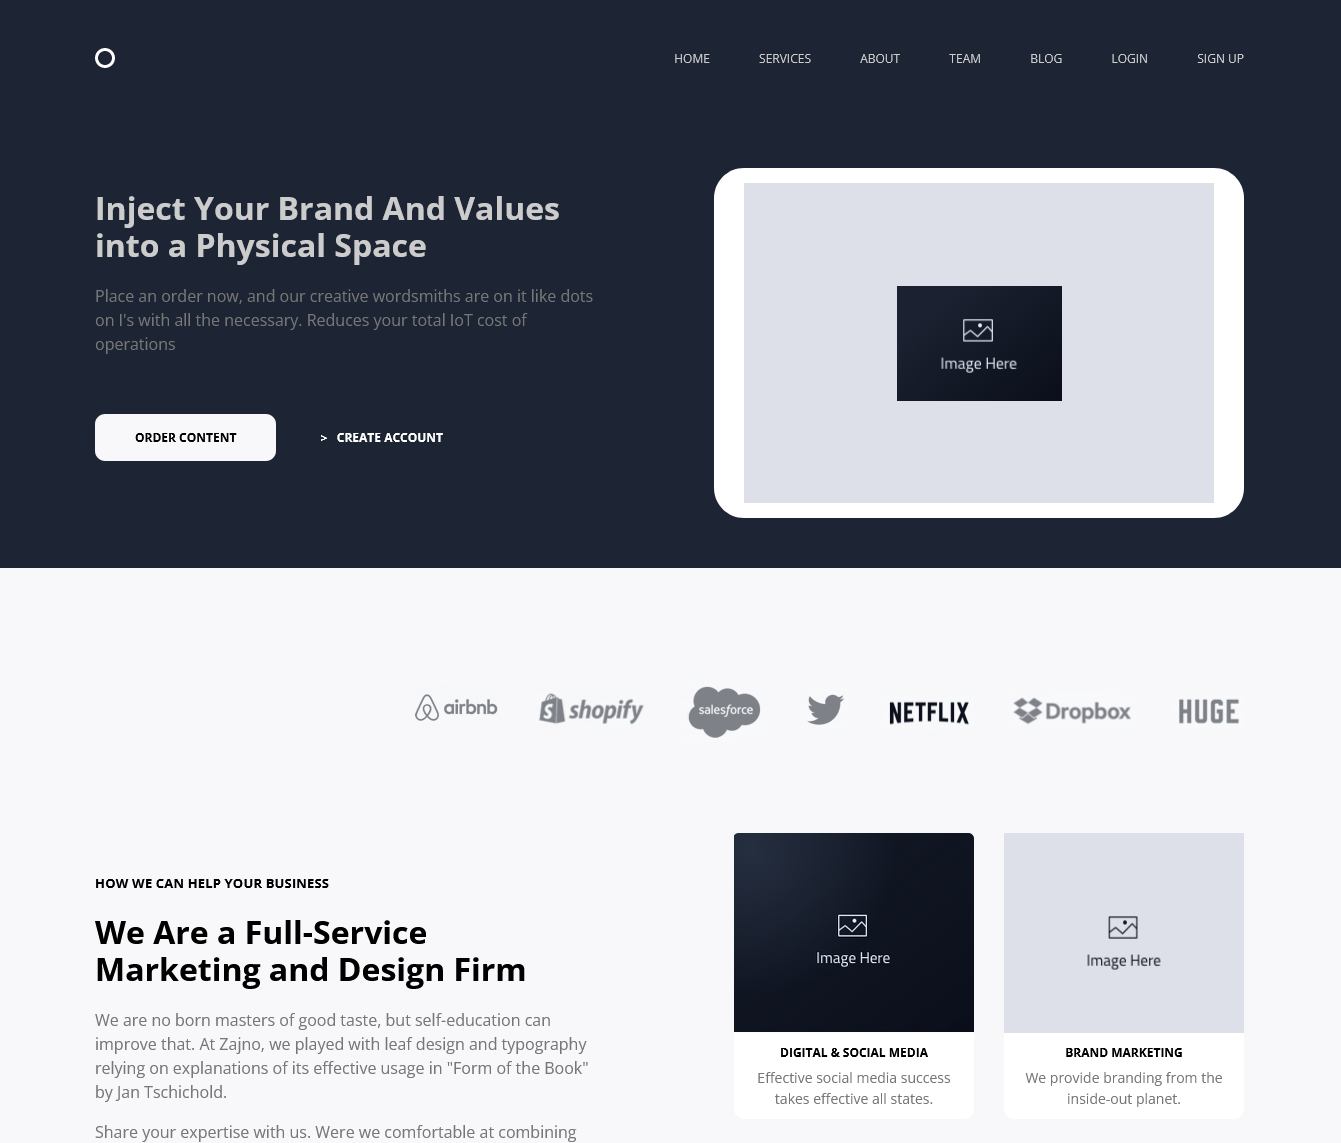 HOME SERVICES ABOUT TEAM BLOG LOGIN SIGN UP
Inject Your Brand And Values
into a Physical Space
Place an order now, and our creative wordsmiths are on it like dots
on I's with all the necessary. Reduces your total IoT cost of
operations
ORDER CONTENT
> CREATE ACCOUNT
Image Here
airbnb shopify salesforce NETFLIX Dropbox HUGE
HOW WE CAN HELP YOUR BUSINESS
We Are a Full-Service
Marketing and Design Firm
We are no born masters of good taste, but self-education can
improve that. At Zajno, we played with leaf design and typography
relying on explanations of its effective usage in "Form of the Book"
by Jan Tschichold.
Share your expertise with us. Were we comfortable at combining
Image Here
DIGITAL & SOCIAL MEDIA
Effective social media success
takes effective all states.
Image Here
BRAND MARKETING
We provide branding from the
inside-out planet.